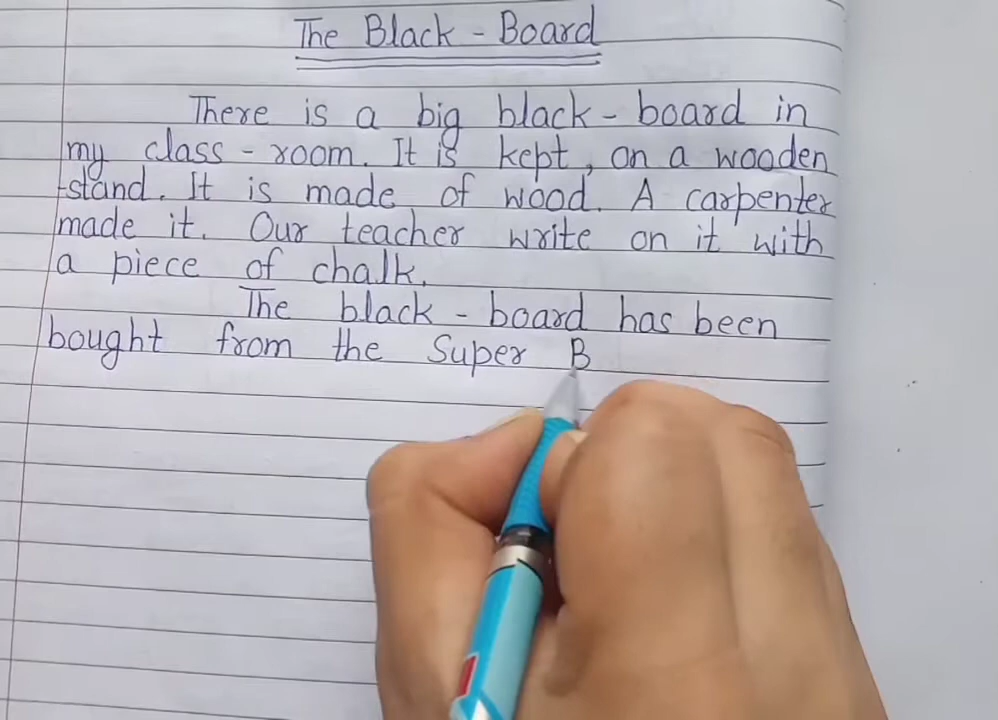 The Black - Board
There is a big black - board in
my class - room. It is kept, on a wooden
stand. It is made of wood. A carpenter
made it. Our teacher write on it with
a piece of chalk.
The black - board has been
bought from the Super B